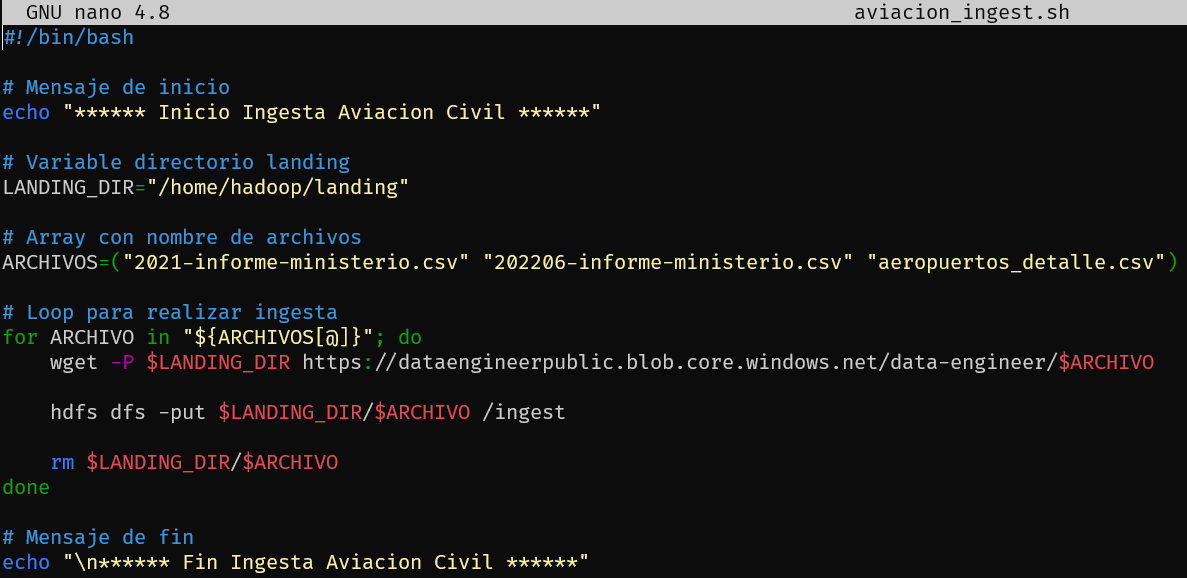 GNU nano 4.8 aviacion_ingest.sh
#!/bin/bash
# Mensaje de inicio
echo "****** Inicio Ingesta Aviacion Civil ******"
# Variable directorio landing
LANDING_DIR="/home/hadoop/landing"
# Array con nombre de archivos
ARCHIVOS=("2021-informe-ministerio.csv" "202206-informe-ministerio.csv" "aeropuertos_detalle.csv")
# Loop para realizar ingesta
for ARCHIVO in "${ARCHIVOS[@]}"; do
    wget -P $LANDING_DIR https://dataengineerpublic.blob.core.windows.net/data-engineer/$ARCHIVO
    hdfs dfs -put $LANDING_DIR/$ARCHIVO /ingest
    rm $LANDING_DIR/$ARCHIVO
done
# Mensaje de fin
echo "\n****** Fin Ingesta Aviacion Civil ******"